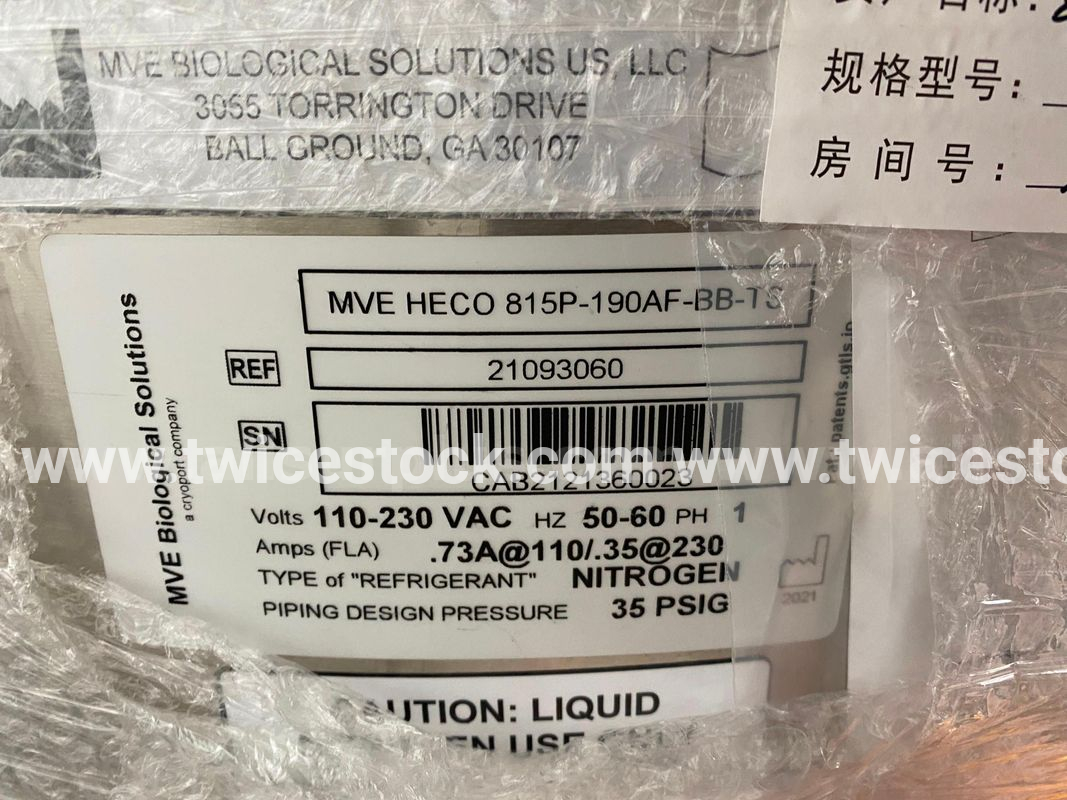 MVE BIOLOGICAL SOLUTIONS US, LLC
3055 TORRINGTON DRIVE
BALL GROUND, GA 30107
规格型号:
房间号:
MVE Biological Solutions
a cryoport company
MVE HECO 815P-190AF-BB-TS
REF 21093060
SN
CAB2121360023
www.twicestock.com
Volts 110-230 VAC HZ 50-60 PH 1
Amps (FLA) .73A@110/.35@230
TYPE of "REFRIGERANT" NITROGEN
PIPING DESIGN PRESSURE 35 PSIG
2021
CAUTION: LIQUID
USE